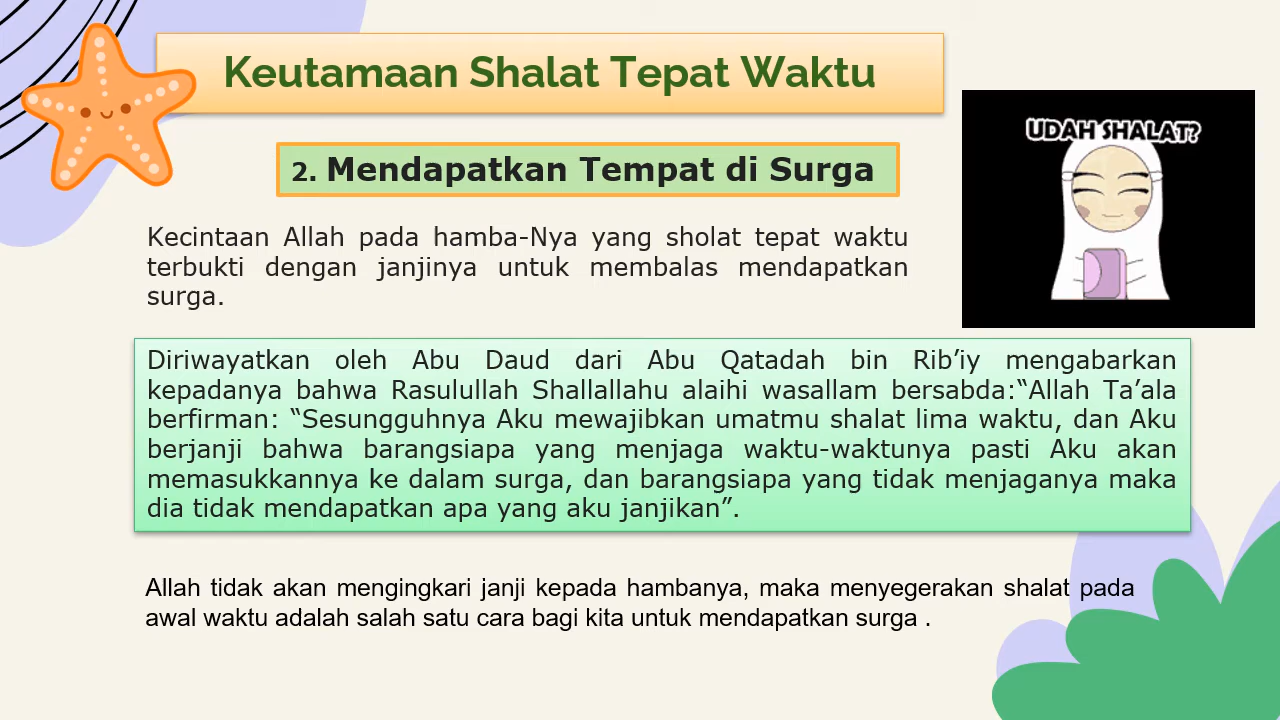 Keutamaan Shalat Tepat Waktu
UDAH SHALAT?
2. Mendapatkan Tempat di Surga
Kecintaan Allah pada hamba-Nya yang sholat tepat waktu
terbukti dengan janjinya untuk membalas mendapatkan
surga.
Diriwayatkan oleh Abu Daud dari Abu Qatadah bin Rib’iy mengabarkan
kepadanya bahwa Rasulullah Shallallahu alaihi wasallam bersabda:“Allah Ta’ala
berfirman: “Sesungguhnya Aku mewajibkan umatmu shalat lima waktu, dan Aku
berjanji bahwa barangsiapa yang menjaga waktu-waktunya pasti Aku akan
memasukkannya ke dalam surga, dan barangsiapa yang tidak menjaganya maka
dia tidak mendapatkan apa yang aku janjikan”.
Allah tidak akan mengingkari janji kepada hambanya, maka menyegerakan shalat pada
awal waktu adalah salah satu cara bagi kita untuk mendapatkan surga .